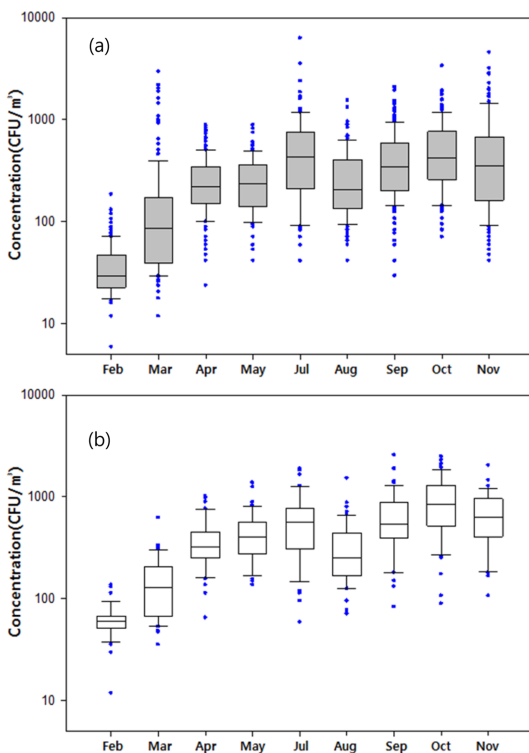 (a)
Concentration(CFU/㎥)
10000
1000
100
10
Feb Mar Apr May Jul Aug Sep Oct Nov
(b)
Concentration(CFU/㎥)
10000
1000
100
10
Feb Mar Apr May Jul Aug Sep Oct Nov